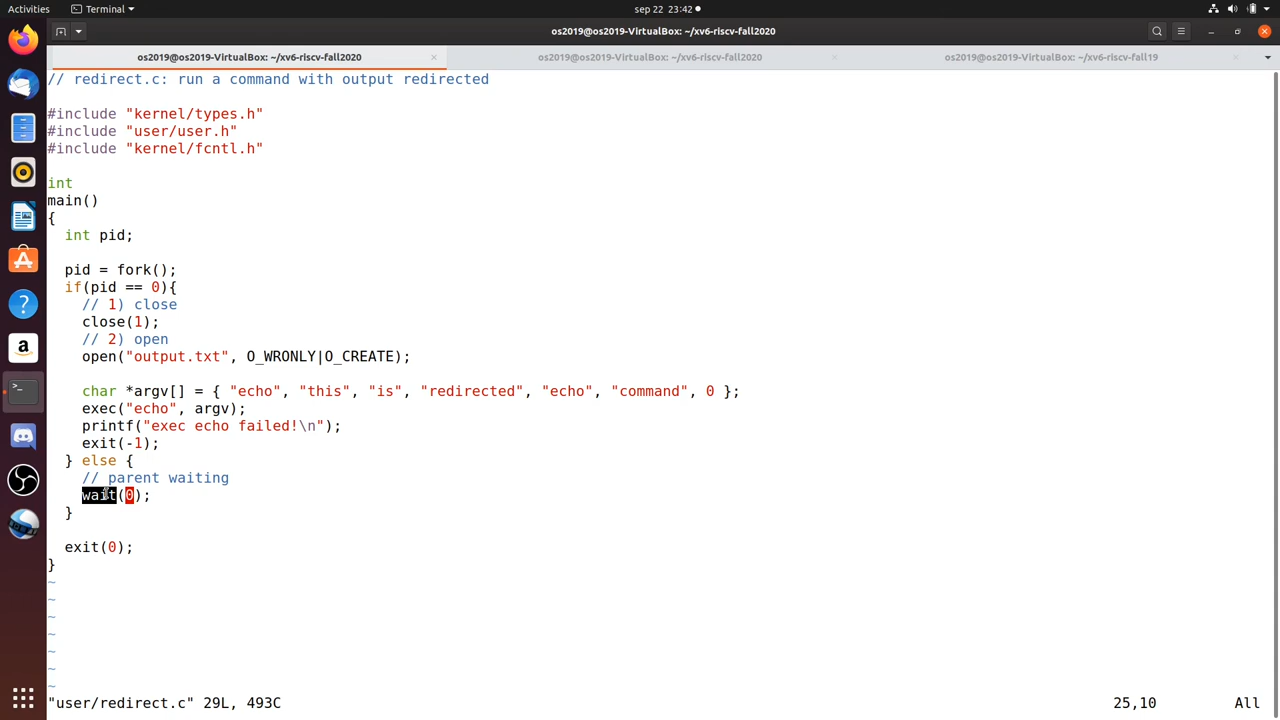 Activities
Terminal
sep 22 23:42
os2019@os2019-VirtualBox: ~/xv6-riscv-fall2020
os2019@os2019-VirtualBox: ~/xv6-riscv-fall2020
os2019@os2019-VirtualBox: ~/xv6-riscv-fall2020
os2019@os2019-VirtualBox: ~/xv6-riscv-fall19
// redirect.c: run a command with output redirected
#include "kernel/types.h"
#include "user/user.h"
#include "kernel/fcntl.h"
int
main()
{
  int pid;
  pid = fork();
  if(pid == 0){
    // 1) close
    close(1);
    // 2) open
    open("output.txt", O_WRONLY|O_CREATE);
    char *argv[] = { "echo", "this", "is", "redirected", "echo", "command", 0 };
    exec("echo", argv);
    printf("exec echo failed!\n");
    exit(-1);
  } else {
    // parent waiting
    wait(0);
  }
  exit(0);
}
~
~
~
~
~
~
~
"user/redirect.c" 29L, 493C
25,10
All